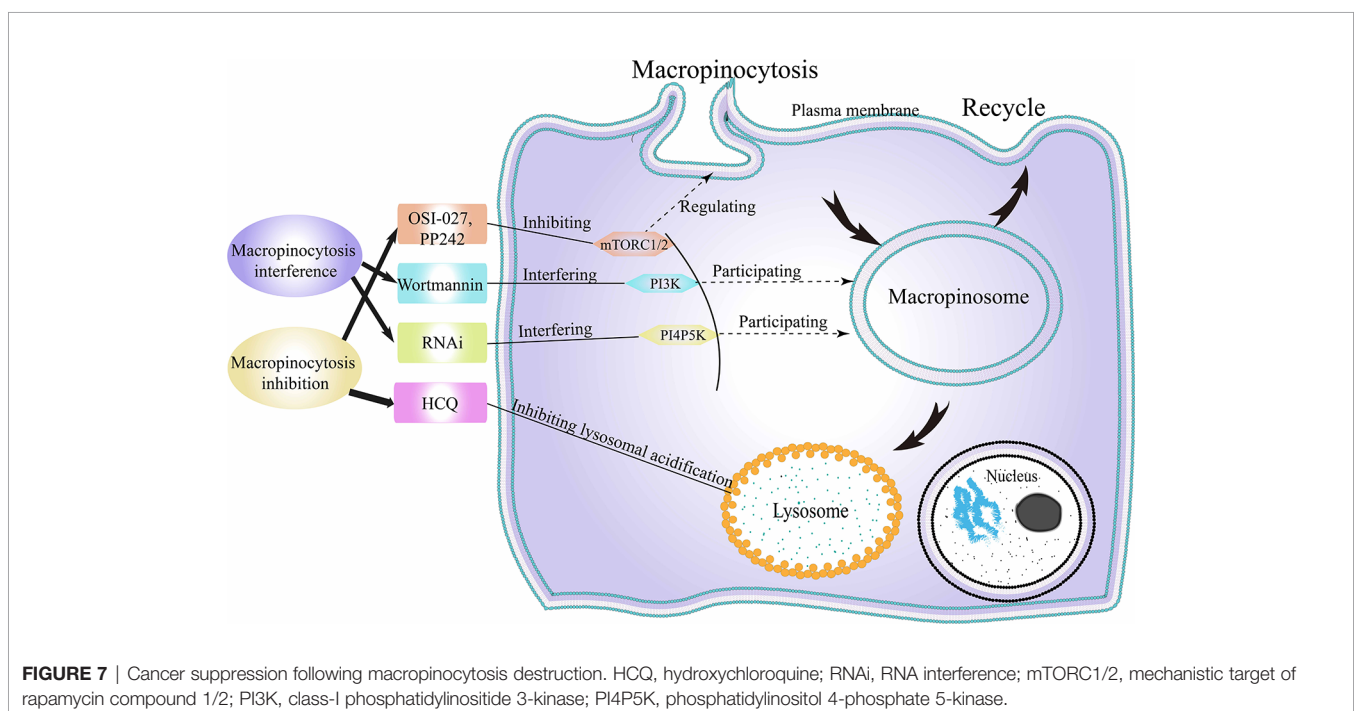 Macropinocytosis
Plasma membrane
Recycle
OSI-027,
PP242
Inhibiting
Regulating
mTORC1/2
Macropinocytosis
interference
Wortmannin
Interfering
PI3K
Participating
Macropinosome
RNAi
Interfering
PI4P5K
Participating
Macropinocytosis
inhibition
HCQ
Inhibiting lysosomal acidification
Lysosome
Nucleus
FIGURE 7 | Cancer suppression following macropinocytosis destruction. HCQ, hydroxychloroquine; RNAi, RNA interference; mTORC1/2, mechanistic target of
rapamycin compound 1/2; PI3K, class-I phosphatidylinositide 3-kinase; PI4P5K, phosphatidylinositol 4-phosphate 5-kinase.